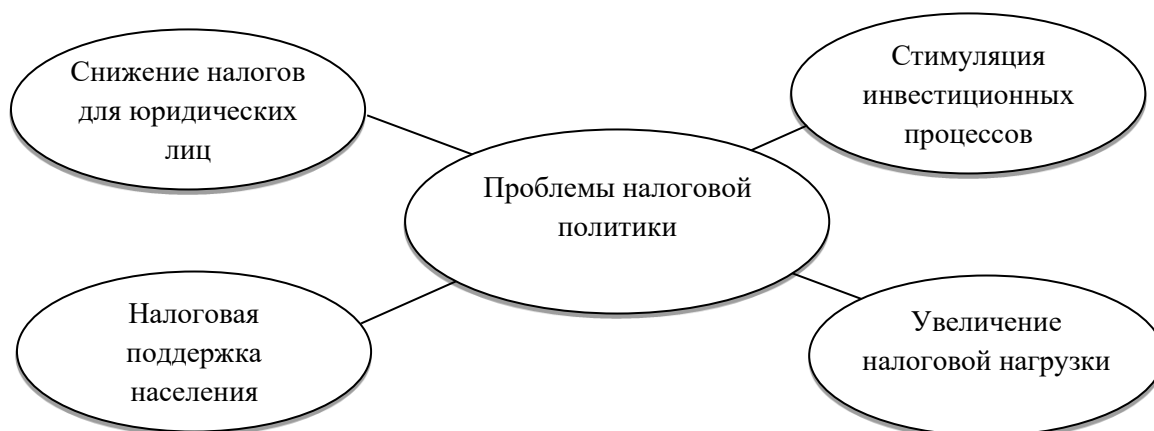 Снижение налогов
для юридических
лиц
Стимуляция
инвестиционных
процессов
Проблемы налоговой
политики
Налоговая
поддержка
населения
Увеличение
налоговой нагрузки